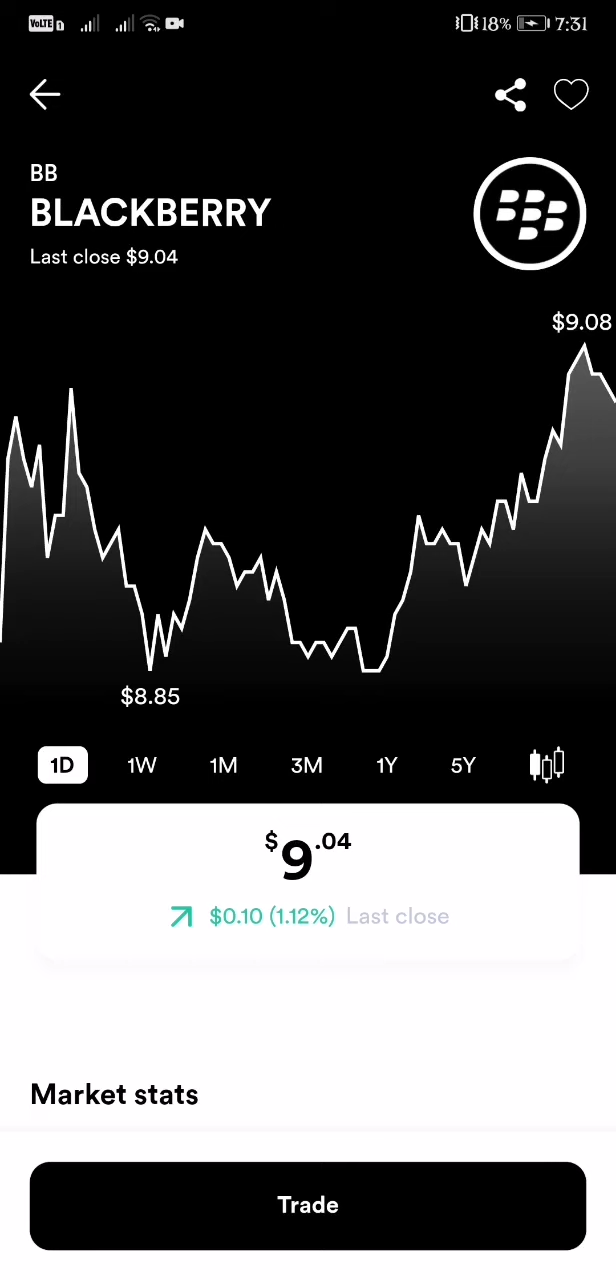 VoLTE 1 18% 7:31
BB
BLACKBERRY
Last close $9.04
$9.08
$8.85
1D 1W 1M 3M 1Y 5Y
$9.04
$0.10 (1.12%) Last close
Market stats
Trade